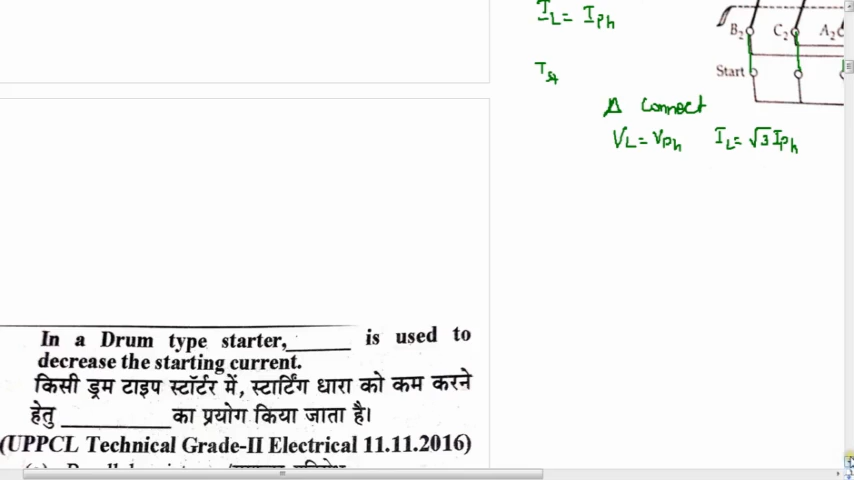 I_L = I_Ph
B₂ C₂ A₂
T_st
Start
Δ connect
V_L = V_Ph I_L = √3 I_Ph
In a Drum type starter,______ is used to
decrease the starting current.
किसी ड्रम टाइप स्टॉर्टर में, स्टार्टिंग धारा को कम करने
हेतु __________ का प्रयोग किया जाता है।
(UPPCL Technical Grade-II Electrical 11.11.2016)